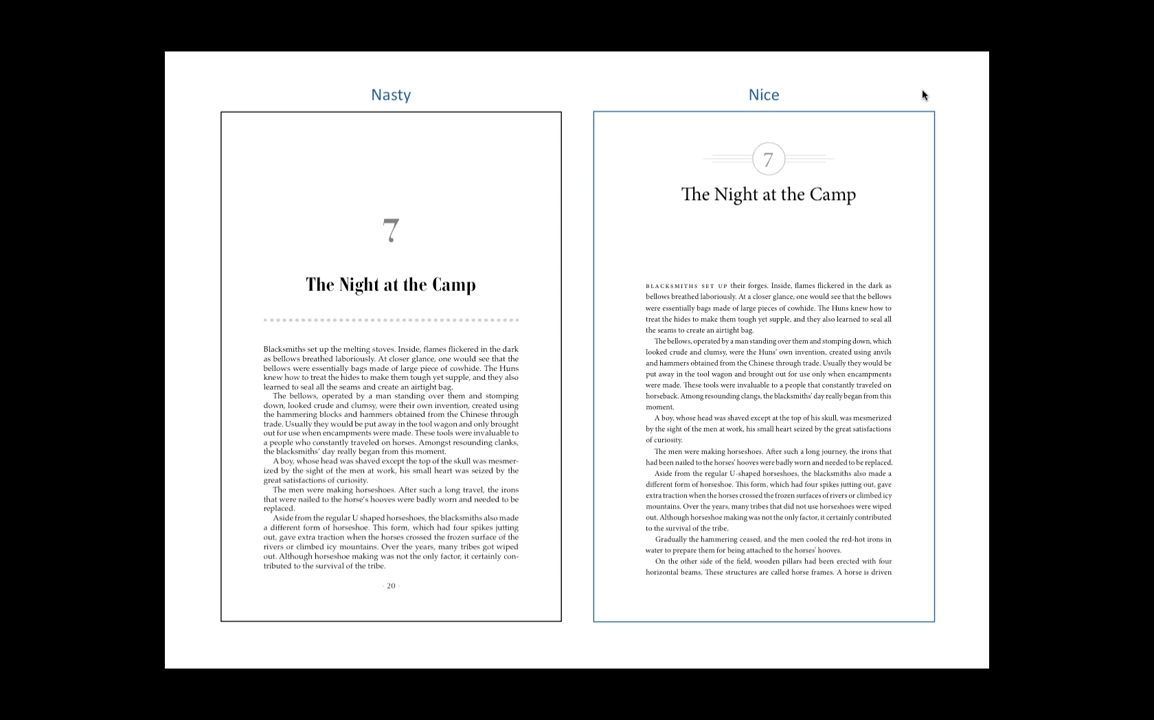 Nasty
7
The Night at the Camp
Blacksmiths set up the melting stoves. Inside, flames flickered in the dark
as bellows breathed laboriously. At closer glance, one would see that the
bellows were essentially bags made of large piece of cowhide. The Huns
knew how to treat the hides to make them tough yet supple, and they also
learned to seal all the seams and create an airtight bag.
The bellows, operated by a man standing over them and stomping
down, looked crude and clumsy, were their own invention, created using
the hammering blocks and hammers obtained from the Chinese through
trade. Usually they would be put away in the tool wagon and only brought
out for use when encampments were made. These tools were invaluable to
a people who constantly traveled on horses. Amongst resounding clanks,
the blacksmiths' day really began from this moment.
A boy, whose head was shaved except the top of the skull was mesmer-
ized by the sight of the men at work, his small heart was seized by the
great satisfactions of curiosity.
The men were making horseshoes. After such a long travel, the irons
that were nailed to the horse's hooves were badly worn and needed to be
replaced.
Aside from the regular U shaped horseshoes, the blacksmiths also made
a different form of horseshoe. This form, which had four spikes jutting
out, gave extra traction when the horses crossed the frozen surface of the
rivers or climbed icy mountains. Over the years, many tribes got wiped
out. Although horseshoe making was not the only factor, it certainly con-
tributed to the survival of the tribe.
20
Nice
7
The Night at the Camp
BLACKSMITHS SET UP their forges. Inside, flames flickered in the dark as
bellows breathed laboriously. At a closer glance, one would see that the bellows
were essentially bags made of large pieces of cowhide. The Huns knew how to
treat the hides to make them tough yet supple, and they also learned to seal all
the seams to create an airtight bag.
The bellows, operated by a man standing over them and stomping down, which
looked crude and clumsy, were the Huns' own invention, created using anvils
and hammers obtained from the Chinese through trade. Usually they would be
put away in the tool wagon and brought out for use only when encampments
were made. These tools were invaluable to a people that constantly traveled on
horseback. Among resounding clangs, the blacksmiths' day really began from this
moment.
A boy, whose head was shaved except at the top of his skull, was mesmerized
by the sight of the men at work, his small heart seized by the great satisfactions
of curiosity.
The men were making horseshoes. After such a long journey, the irons that
had been nailed to the horses' hooves were badly worn and needed to be replaced.
Aside from the regular U-shaped horseshoes, the blacksmiths also made a
different form of horseshoe. This form, which had four spikes jutting out, gave
extra traction when the horses crossed the frozen surfaces of rivers or climbed icy
mountains. Over the years, many tribes that did not use horseshoes were wiped
out. Although horseshoe making was not the only factor, it certainly contributed
to the survival of the tribe.
Gradually the hammering ceased, and the men cooled the red-hot irons in
water to prepare them for being attached to the horses' hooves.
On the other side of the field, wooden pillars had been erected with four
horizontal beams. These structures are called horse frames. A horse is driven